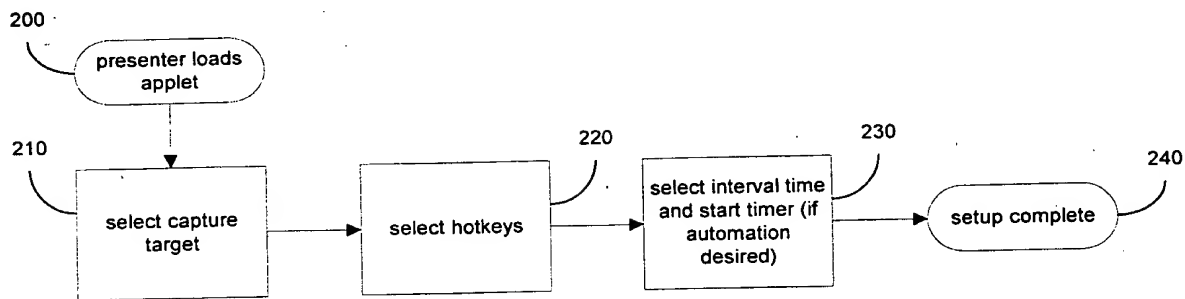 200
presenter loads
applet
210
select capture
target
220
select hotkeys
230
select interval time
and start timer (if
automation
desired)
240
setup complete